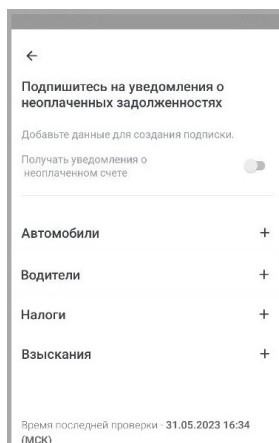 Подпишитесь на уведомления о
неоплаченных задолженностях
Добавьте данные для создания подписки.
Получать уведомления о
неоплаченном счете
Автомобили +
Водители +
Налоги +
Взыскания +
Время последней проверки - 31.05.2023 16:34
(МСК)